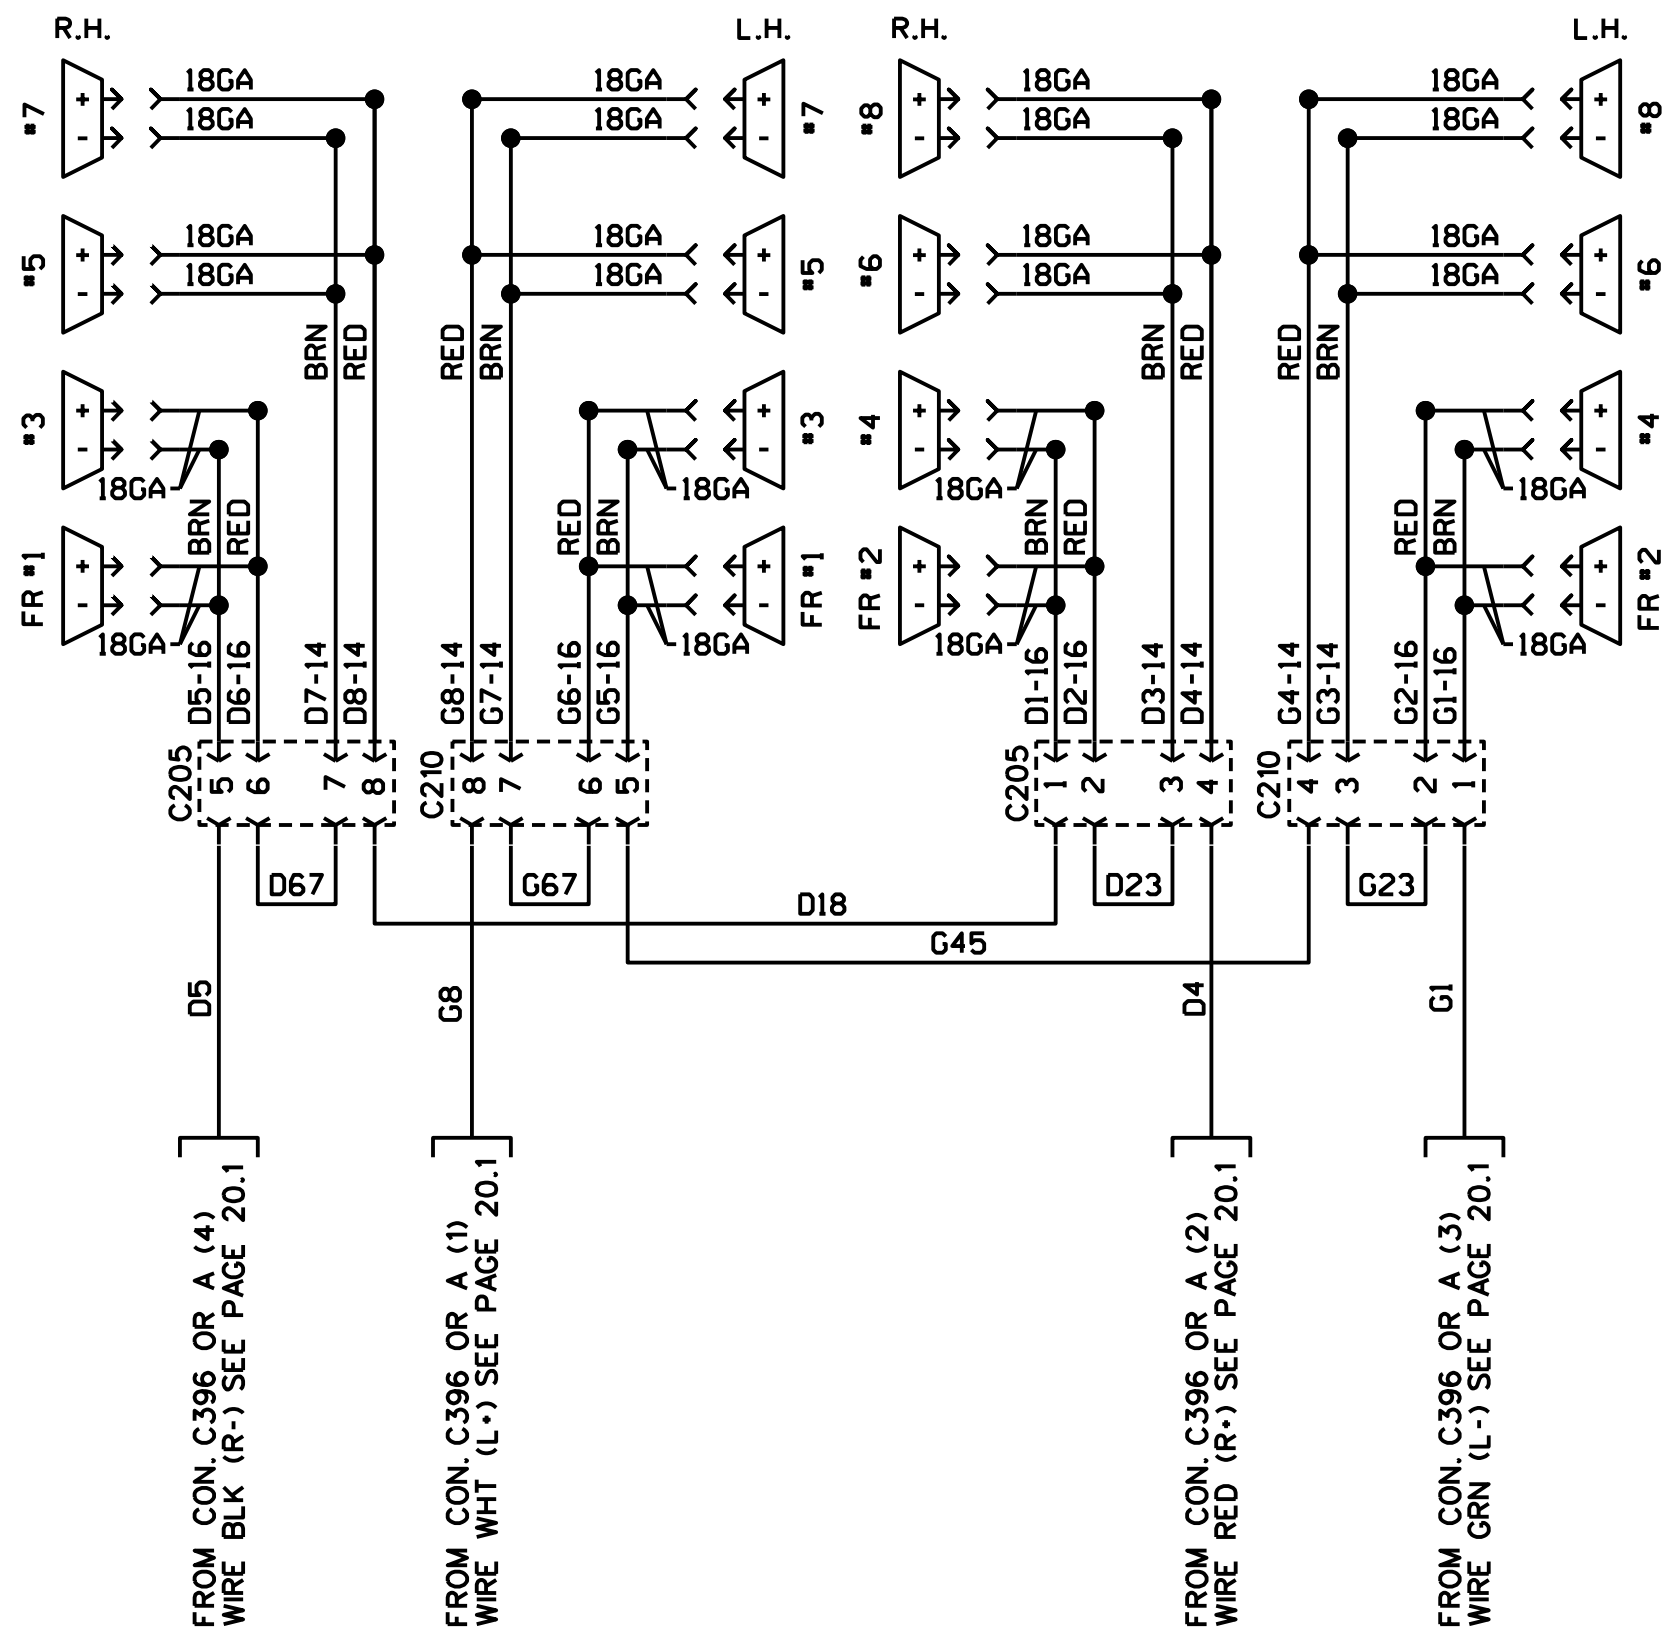 R.H.
L.H.
R.H.
L.H.
#7
+
-
18GA
18GA
18GA
18GA
+
-
#7
#8
+
-
18GA
18GA
18GA
18GA
+
-
#8
#5
+
-
18GA
18GA
18GA
18GA
+
-
#5
#6
+
-
18GA
18GA
18GA
18GA
+
-
#6
BRN
RED
RED
BRN
BRN
RED
RED
BRN
#3
+
-
18GA
18GA
+
-
#3
#4
+
-
18GA
18GA
+
-
#4
BRN
RED
RED
BRN
BRN
RED
RED
BRN
FR #1
+
-
18GA
18GA
+
-
FR #1
FR #2
+
-
18GA
18GA
+
-
FR #2
D5-16
D6-16
D7-14
D8-14
G8-14
G7-14
G6-16
G5-16
D1-16
D2-16
D3-14
D4-14
G4-14
G3-14
G2-16
G1-16
C205
5
6
7
8
C210
8
7
6
5
C205
1
2
3
4
C210
4
3
2
1
D67
G67
D23
G23
D18
G45
D5
G8
D4
G1
FROM CON. C396 OR A (4)
WIRE BLK (R-) SEE PAGE 20.1
FROM CON. C396 OR A (1)
WIRE WHT (L+) SEE PAGE 20.1
FROM CON. C396 OR A (2)
WIRE RED (R+) SEE PAGE 20.1
FROM CON. C396 OR A (3)
WIRE GRN (L-) SEE PAGE 20.1